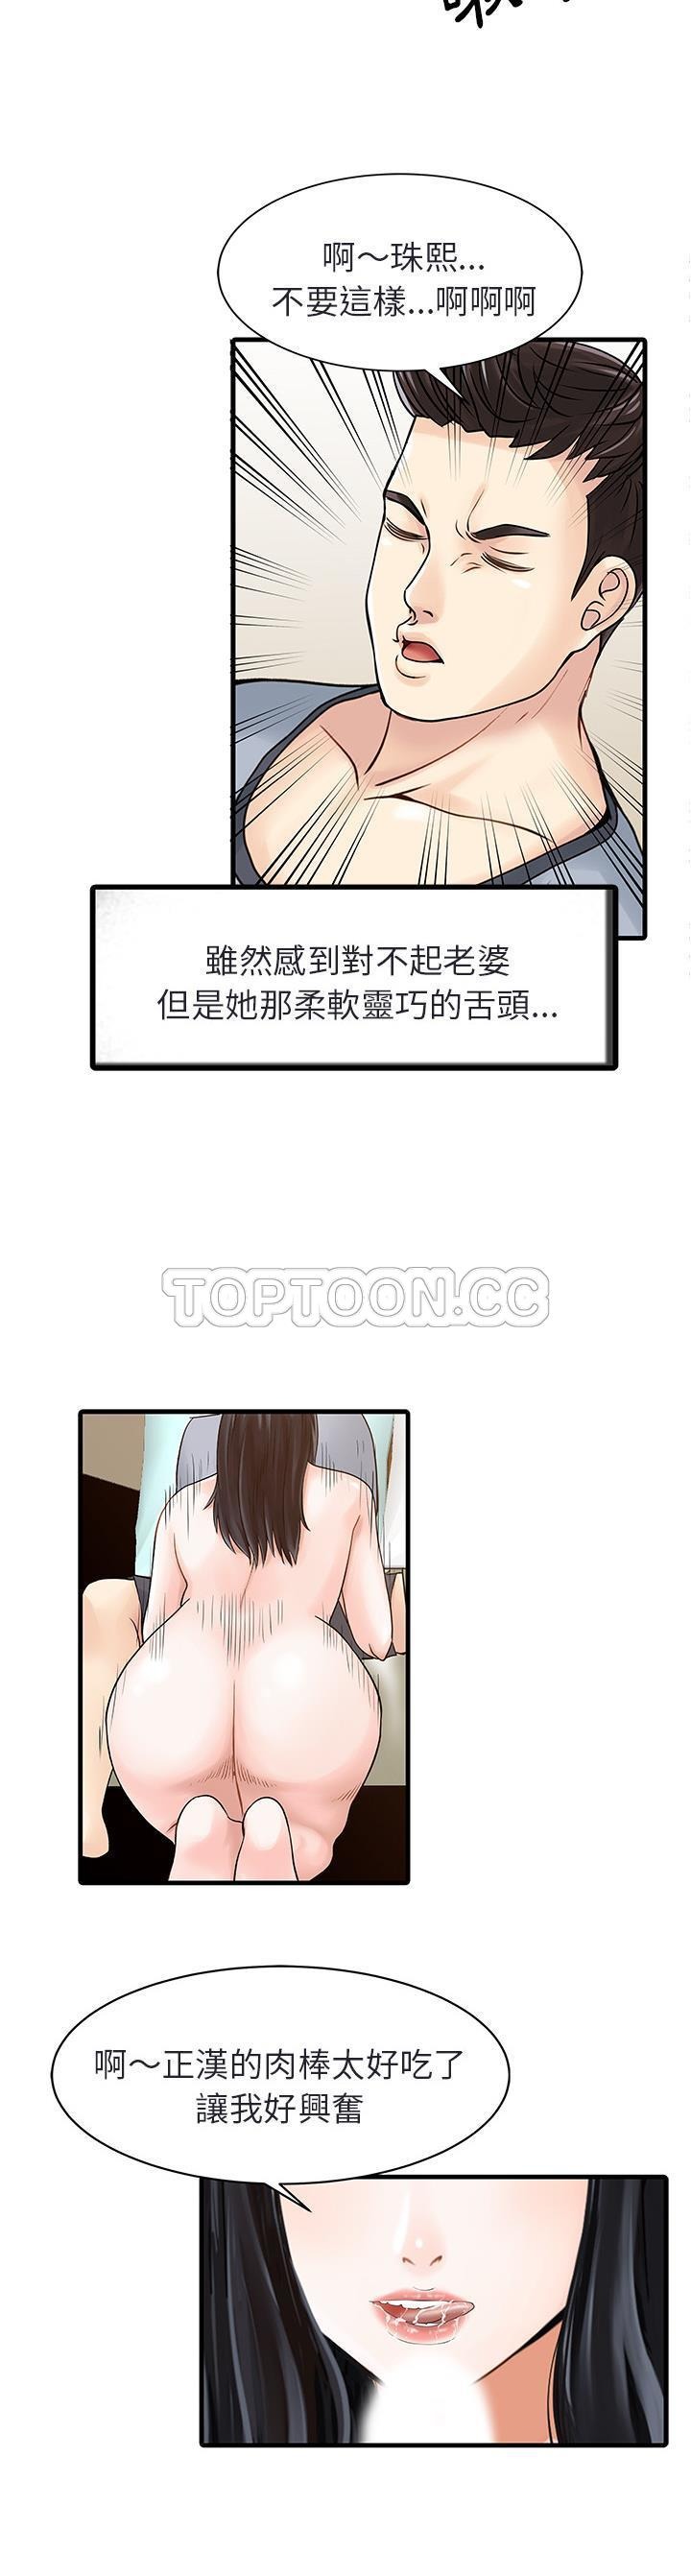 啊～珠熙...
不要這樣...啊啊啊
雖然感到對不起老婆
但是她那柔軟靈巧的舌頭...
TOPTOON.CC
啊～正漢的肉棒太好吃了
讓我好興奮